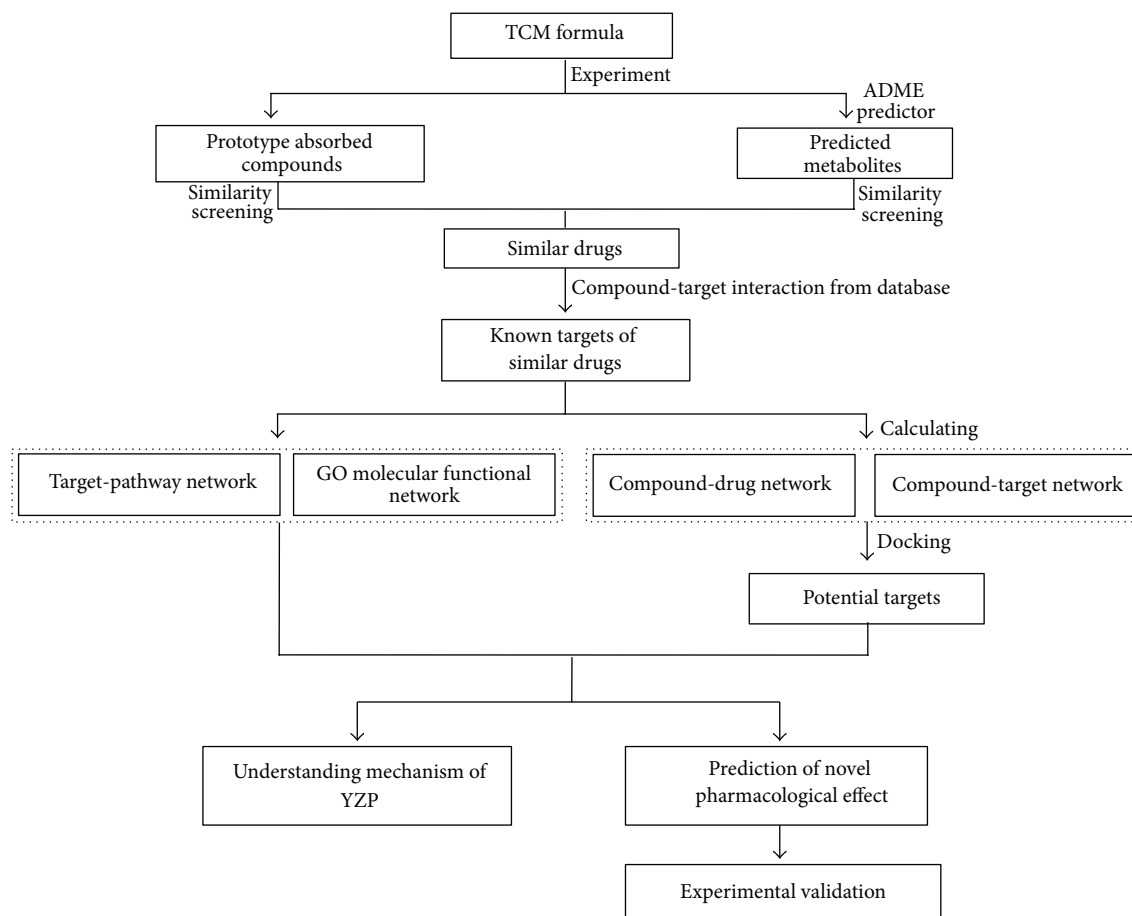 TCM formula
Experiment
ADME
predictor
Prototype absorbed
compounds
Predicted
metabolites
Similarity
screening
Similarity
screening
Similar drugs
Compound-target interaction from database
Known targets of
similar drugs
Calculating
Target-pathway network
GO molecular functional
network
Compound-drug network
Compound-target network
Docking
Potential targets
Understanding mechanism of
YZP
Prediction of novel
pharmacological effect
Experimental validation